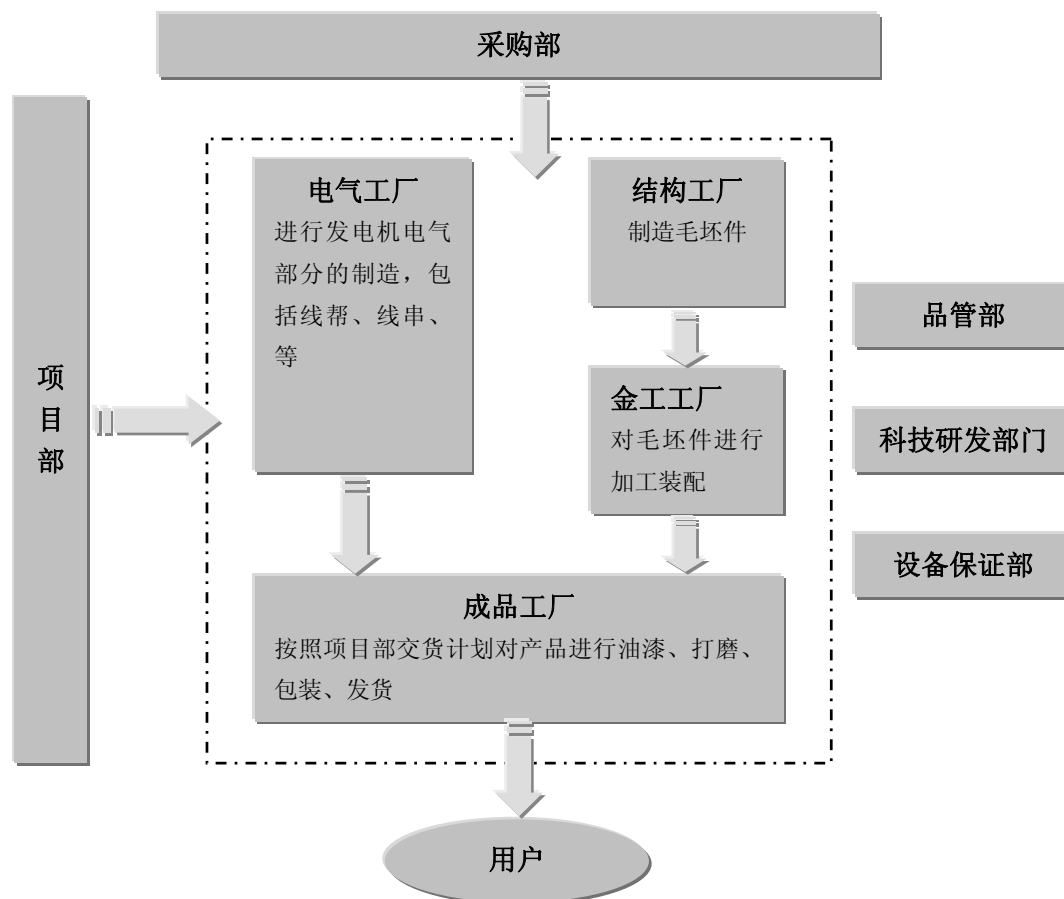 采购部
项
目
部
电气工厂
进行发电机电气
部分的制造，包
括线帮、线串、
等
结构工厂
制造毛坯件
金工工厂
对毛坯件进行
加工装配
成品工厂
按照项目部交货计划对产品进行油漆、打磨、
包装、发货
品管部
科技研发部门
设备保证部
用户